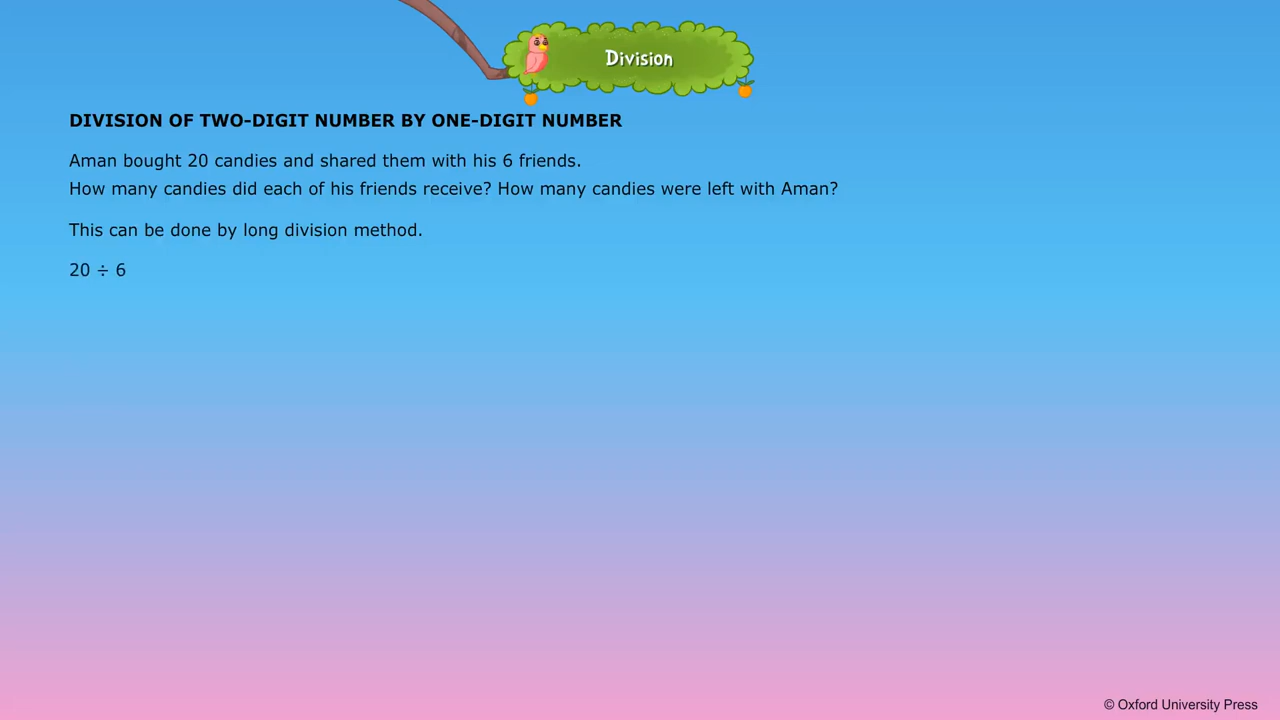 Division
DIVISION OF TWO-DIGIT NUMBER BY ONE-DIGIT NUMBER
Aman bought 20 candies and shared them with his 6 friends.
How many candies did each of his friends receive? How many candies were left with Aman?
This can be done by long division method.
20 ÷ 6
© Oxford University Press